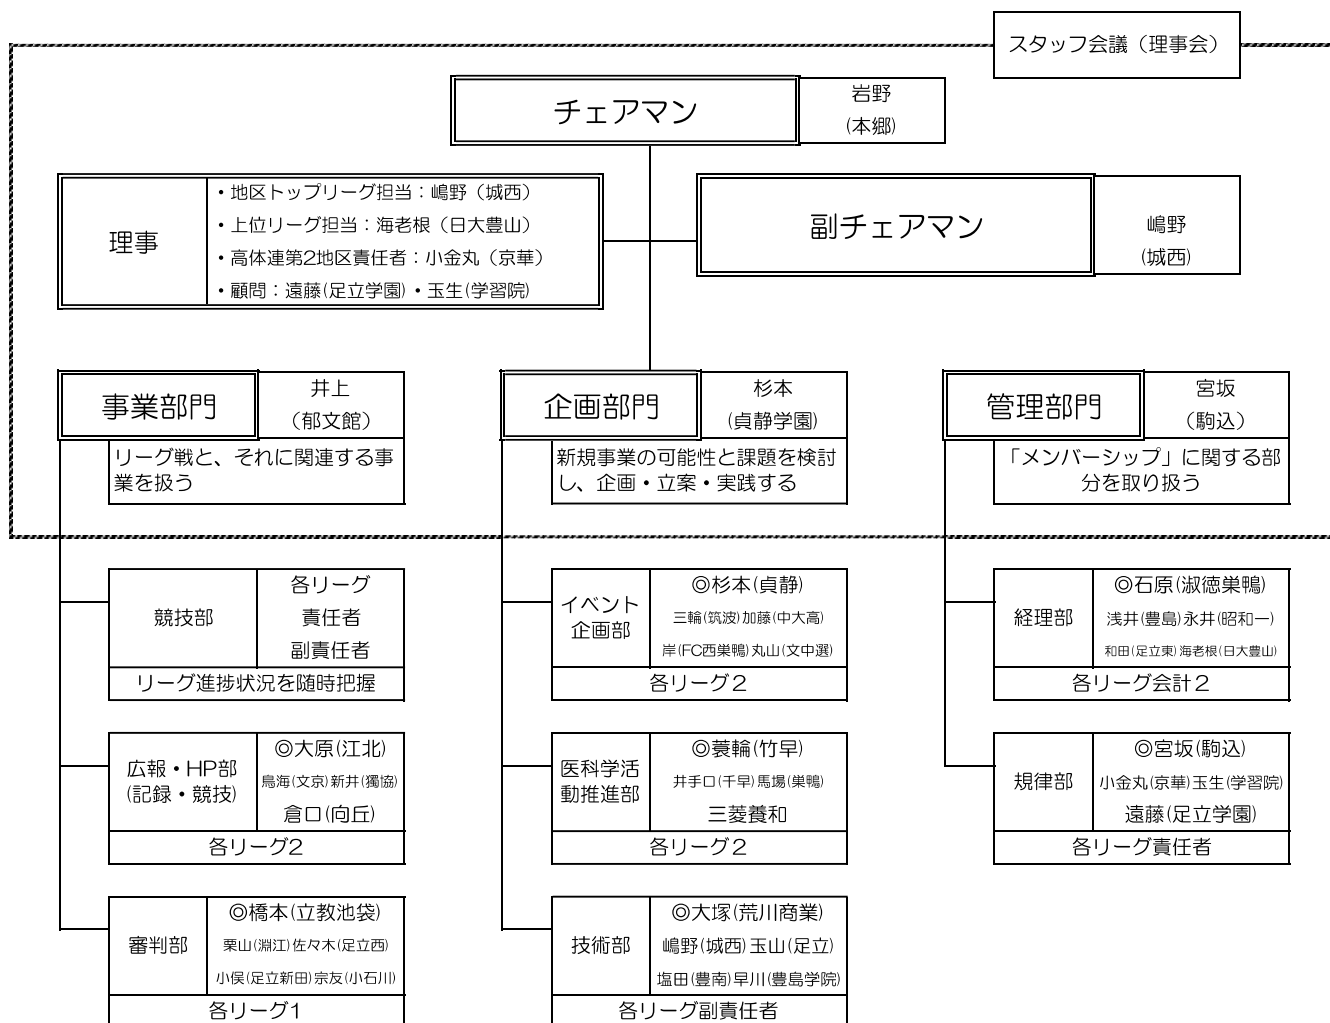 スタッフ会議（理事会）
チェアマン
岩野
(本郷)
理事
・地区トップリーグ担当：嶋野（城西）
・上位リーグ担当：海老根（日大豊山）
・高体連第2地区責任者：小金丸（京華）
・顧問：遠藤(足立学園)・玉生(学習院)
副チェアマン
嶋野
(城西)
事業部門
井上
（郁文館）
リーグ戦と、それに関連する事
業を扱う
企画部門
杉本
(貞静学園)
新規事業の可能性と課題を検討
し、企画・立案・実践する
管理部門
宮坂
（駒込）
「メンバーシップ」に関する部
分を取り扱う
競技部
各リーグ
責任者
副責任者
リーグ進捗状況を随時把握
イベント
企画部
◎杉本(貞静)
三輪(筑波)加藤(中大高)
岸(FC西巣鴨)丸山(文中選)
各リーグ２
経理部
◎石原(淑徳巣鴨)
浅井(豊島)永井(昭和一)
和田(足立東)海老根(日大豊山)
各リーグ会計２
広報・HP部
(記録・競技)
◎大原(江北)
鳥海(文京)新井(獨協)
倉口(向丘)
各リーグ2
医科学活
動推進部
◎蓑輪(竹早)
井手口(千早)馬場(巣鴨)
三菱養和
各リーグ２
規律部
◎宮坂(駒込)
小金丸(京華)玉生(学習院)
遠藤(足立学園)
各リーグ責任者
審判部
◎橋本(立教池袋)
栗山(淵江)佐々木(足立西)
小俣(足立新田)宗友(小石川)
各リーグ1
技術部
◎大塚(荒川商業)
嶋野(城西)玉山(足立)
塩田(豊南)早川(豊島学院)
各リーグ副責任者